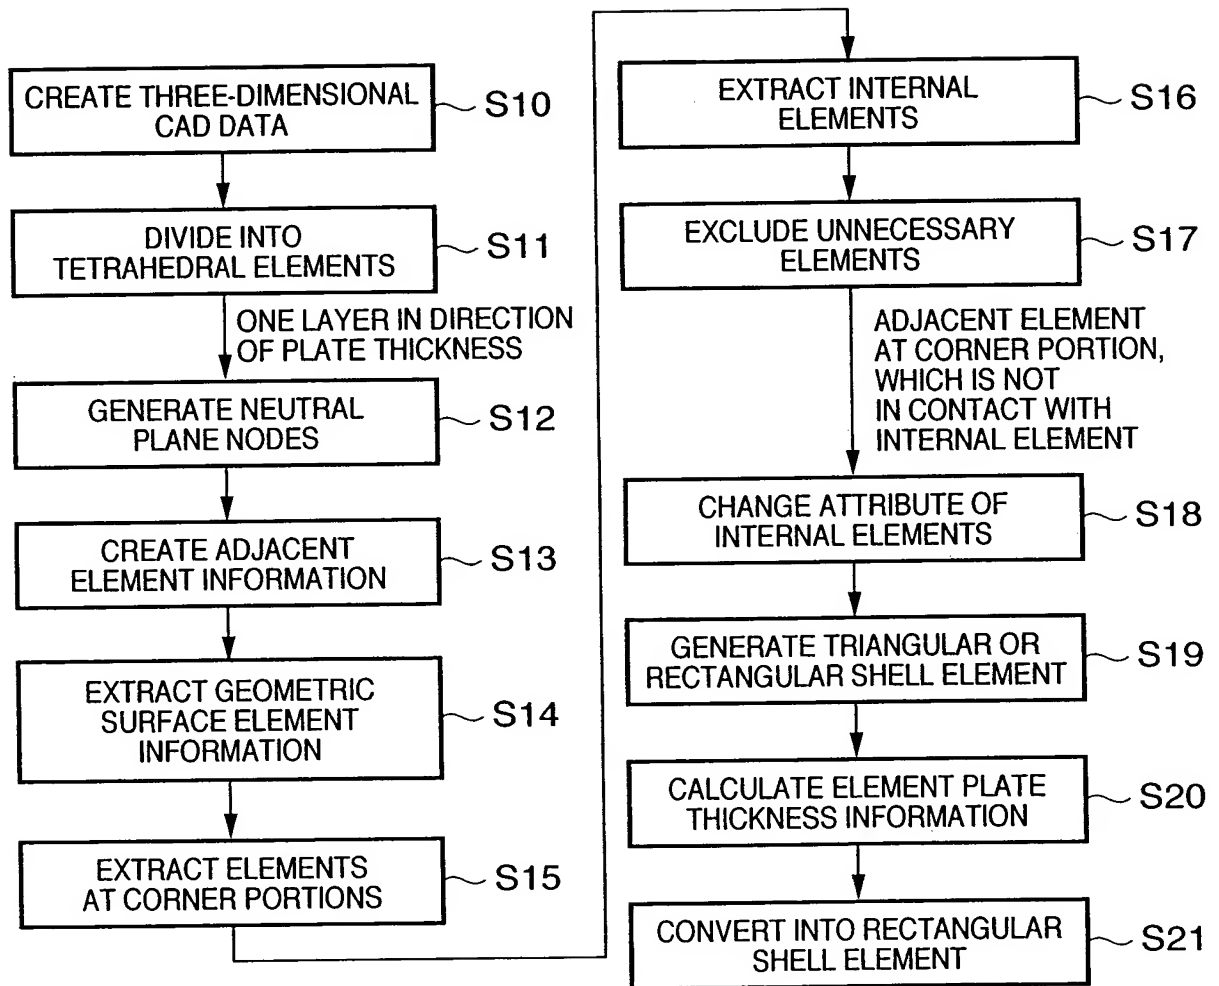 CREATE THREE-DIMENSIONAL
CAD DATA
S10
DIVIDE INTO
TETRAHEDRAL ELEMENTS
S11
ONE LAYER IN DIRECTION
OF PLATE THICKNESS
GENERATE NEUTRAL
PLANE NODES
S12
CREATE ADJACENT
ELEMENT INFORMATION
S13
EXTRACT GEOMETRIC
SURFACE ELEMENT
INFORMATION
S14
EXTRACT ELEMENTS
AT CORNER PORTIONS
S15
EXTRACT INTERNAL
ELEMENTS
S16
EXCLUDE UNNECESSARY
ELEMENTS
S17
ADJACENT ELEMENT
AT CORNER PORTION,
WHICH IS NOT
IN CONTACT WITH
INTERNAL ELEMENT
CHANGE ATTRIBUTE OF
INTERNAL ELEMENTS
S18
GENERATE TRIANGULAR OR
RECTANGULAR SHELL ELEMENT
S19
CALCULATE ELEMENT PLATE
THICKNESS INFORMATION
S20
CONVERT INTO RECTANGULAR
SHELL ELEMENT
S21